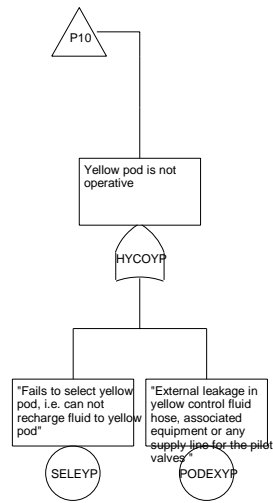 P10
Yellow pod is not
operative
HYCOYP
"Fails to select yellow
pod, i.e. can not
recharge fluid to yellow
pod"
"External leakage in
yellow control fluid
hose, associated
equipment or any
supply line for the pilot
valves "
SELEYP
PODEXYP